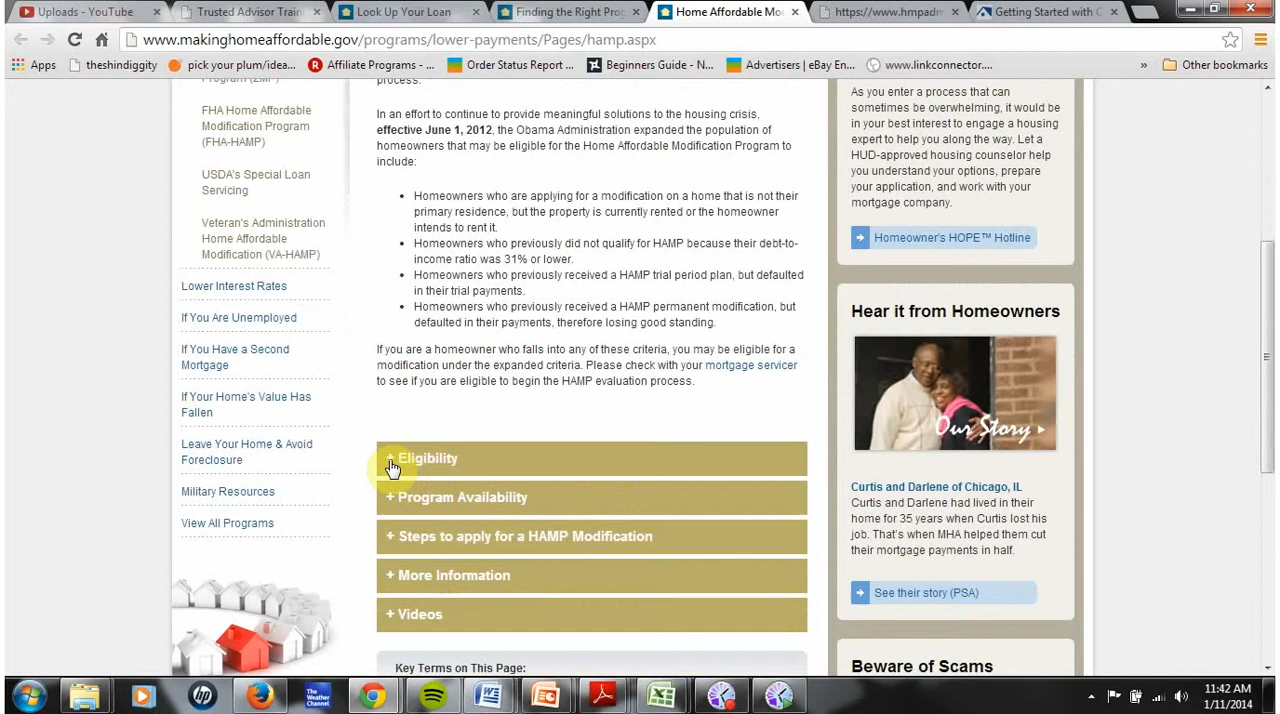 Uploads - YouTube
Trusted Advisor Train
Look Up Your Loan
Finding the Right Prog
Home Affordable Mo
https://www.hmpadm
Getting Started with C
www.makinghomeaffordable.gov/programs/lower-payments/Pages/hamp.aspx
Apps
theshindiggity
pick your plum/idea...
Affiliate Programs - ...
Order Status Report ...
Beginners Guide - N...
Advertisers | eBay En...
www.linkconnector....
» Other bookmarks
Program (2MP)
FHA Home Affordable
Modification Program
(FHA-HAMP)
USDA's Special Loan
Servicing
Veteran's Administration
Home Affordable
Modification (VA-HAMP)
Lower Interest Rates
If You Are Unemployed
If You Have a Second
Mortgage
If Your Home's Value Has
Fallen
Leave Your Home & Avoid
Foreclosure
Military Resources
View All Programs
process.
In an effort to continue to provide meaningful solutions to the housing crisis,
effective June 1, 2012, the Obama Administration expanded the population of
homeowners that may be eligible for the Home Affordable Modification Program to
include:
• Homeowners who are applying for a modification on a home that is not their
primary residence, but the property is currently rented or the homeowner
intends to rent it.
• Homeowners who previously did not qualify for HAMP because their debt-to-
income ratio was 31% or lower.
• Homeowners who previously received a HAMP trial period plan, but defaulted
in their trial payments.
• Homeowners who previously received a HAMP permanent modification, but
defaulted in their payments, therefore losing good standing.
If you are a homeowner who falls into any of these criteria, you may be eligible for a
modification under the expanded criteria. Please check with your mortgage servicer
to see if you are eligible to begin the HAMP evaluation process.
+ Eligibility
+ Program Availability
+ Steps to apply for a HAMP Modification
+ More Information
+ Videos
Key Terms on This Page:
As you enter a process that can
sometimes be overwhelming, it would be
in your best interest to engage a housing
expert to help you along the way. Let a
HUD-approved housing counselor help
you understand your options, prepare
your application, and work with your
mortgage company.
Homeowner's HOPE™ Hotline
Hear it from Homeowners
Our Story
Curtis and Darlene of Chicago, IL
Curtis and Darlene had lived in their
home for 35 years when Curtis lost his
job. That's when MHA helped them cut
their mortgage payments in half.
See their story (PSA)
Beware of Scams
hp
The
Weather
Channel
11:42 AM
1/11/2014